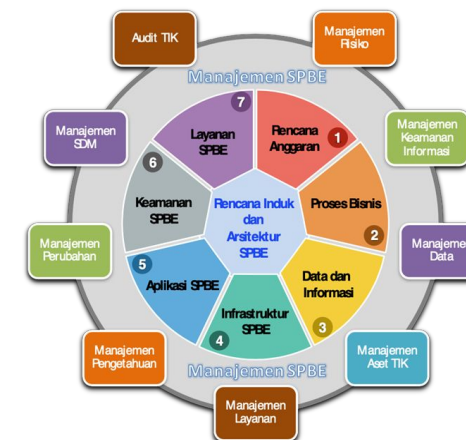 Audit TIK
Manajemen
Risiko
Manajemen SPBE
Manajemen
SDM
Manajemen
Keamanan
Informasi
7
Layanan
SPBE
Rencana
Anggaran
1
6
Keamanan
SPBE
Rencana Induk
dan
Arsitektur
SPBE
Proses Bisnis
2
Manajemen
Perubahan
Manajemen
Data
5
Aplikasi SPBE
Data dan
Informasi
3
Infrastruktur
SPBE
4
Manajemen
Pengetahuan
Manajemen
Aset TIK
Manajemen SPBE
Manajemen
Layanan